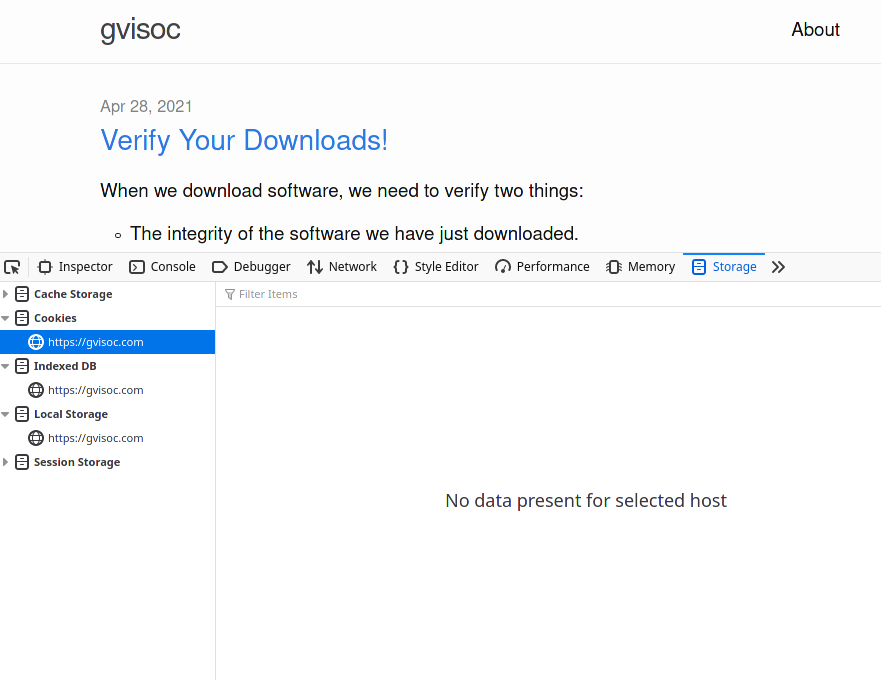 gvisoc
About
Apr 28, 2021
Verify Your Downloads!
When we download software, we need to verify two things:
The integrity of the software we have just downloaded.
Inspector Console Debugger Network Style Editor Performance Memory Storage
Cache Storage
Filter Items
Cookies
https://gvisoc.com
Indexed DB
https://gvisoc.com
Local Storage
https://gvisoc.com
Session Storage
No data present for selected host